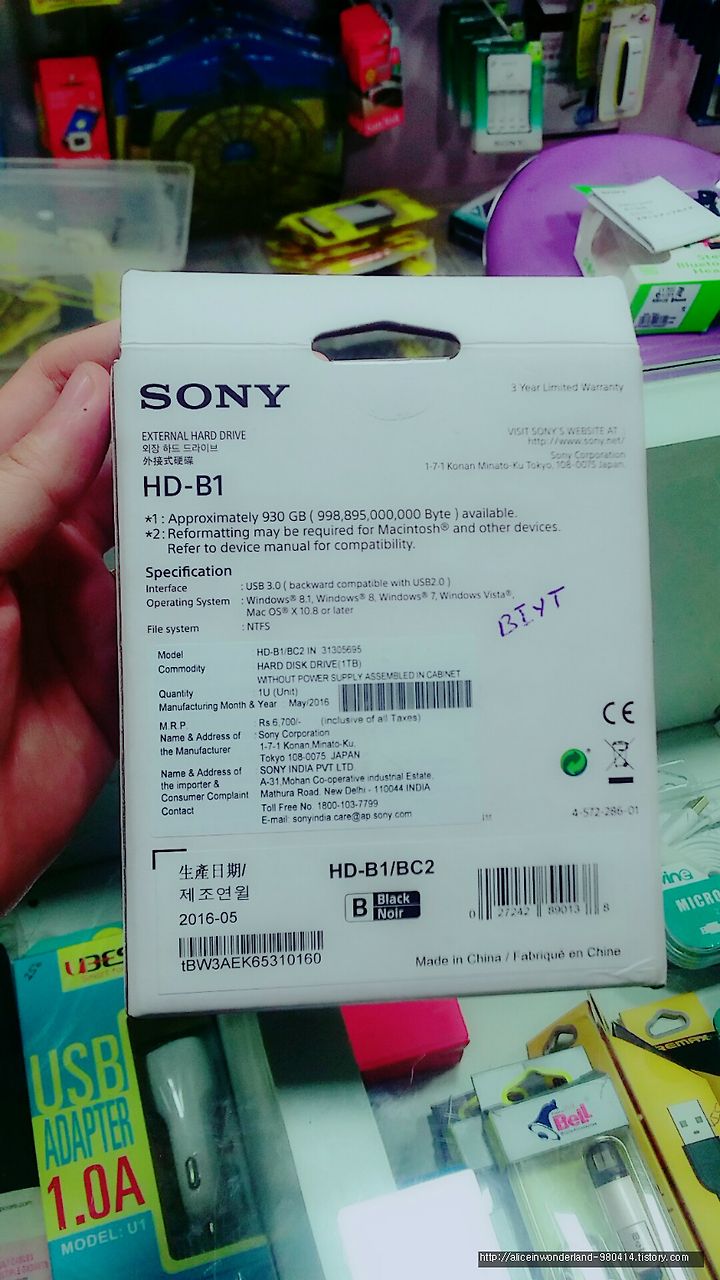 SONY
SONY
3 Year Limited Warranty
EXTERNAL HARD DRIVE
외장 하드 드라이브
外接式硬碟
HD-B1
VISIT SONY'S WEBSITE AT :
http://www.sony.net/
Sony Corporation
1-7-1 Konan Minato-Ku Tokyo, 108-0075 Japan.
*1 : Approximately 930 GB ( 998,895,000,000 Byte ) available.
*2 : Reformatting may be required for Macintosh® and other devices.
Refer to device manual for compatibility.
Specification
Interface : USB 3.0 ( backward compatible with USB2.0 )
Operating System : Windows® 8.1, Windows® 8, Windows® 7, Windows Vista®,
Mac OS® X 10.8 or later
File system : NTFS
BIYT
Model HD-B1/BC2 IN 31305695
Commodity HARD DISK DRIVE(1TB)
WITHOUT POWER SUPPLY ASSEMBLED IN CABINET
Quantity : 1U (Unit)
Manufacturing Month & Year : May/2016
M.R.P. : Rs 6,700/- (inclusive of all Taxes)
Name & Address of : Sony Corporation
the Manufacturer 1-7-1 Konan,Minato-Ku,
Tokyo 108-0075 JAPAN
Name & Address of : SONY INDIA PVT LTD.
the importer & A-31,Mohan Co-operative industrial Estate,
Consumer Complaint Mathura Road, New Delhi - 110044 INDIA
Contact Toll Free No. 1800-103-7799
E-mail: sonyindia.care@ap.sony.com
CE
4-572-286-01
生産日期/
제조연월
2016-05
tBW3AEK65310160
HD-B1/BC2
B Black
Noir
0 27242 89013 8
Made in China / Fabriqué en Chine
USB
ADAPTER
1.0A
MODEL: U1
MICRO
Bell
REMAX
http://aliceinwonderland-980414.tistory.com